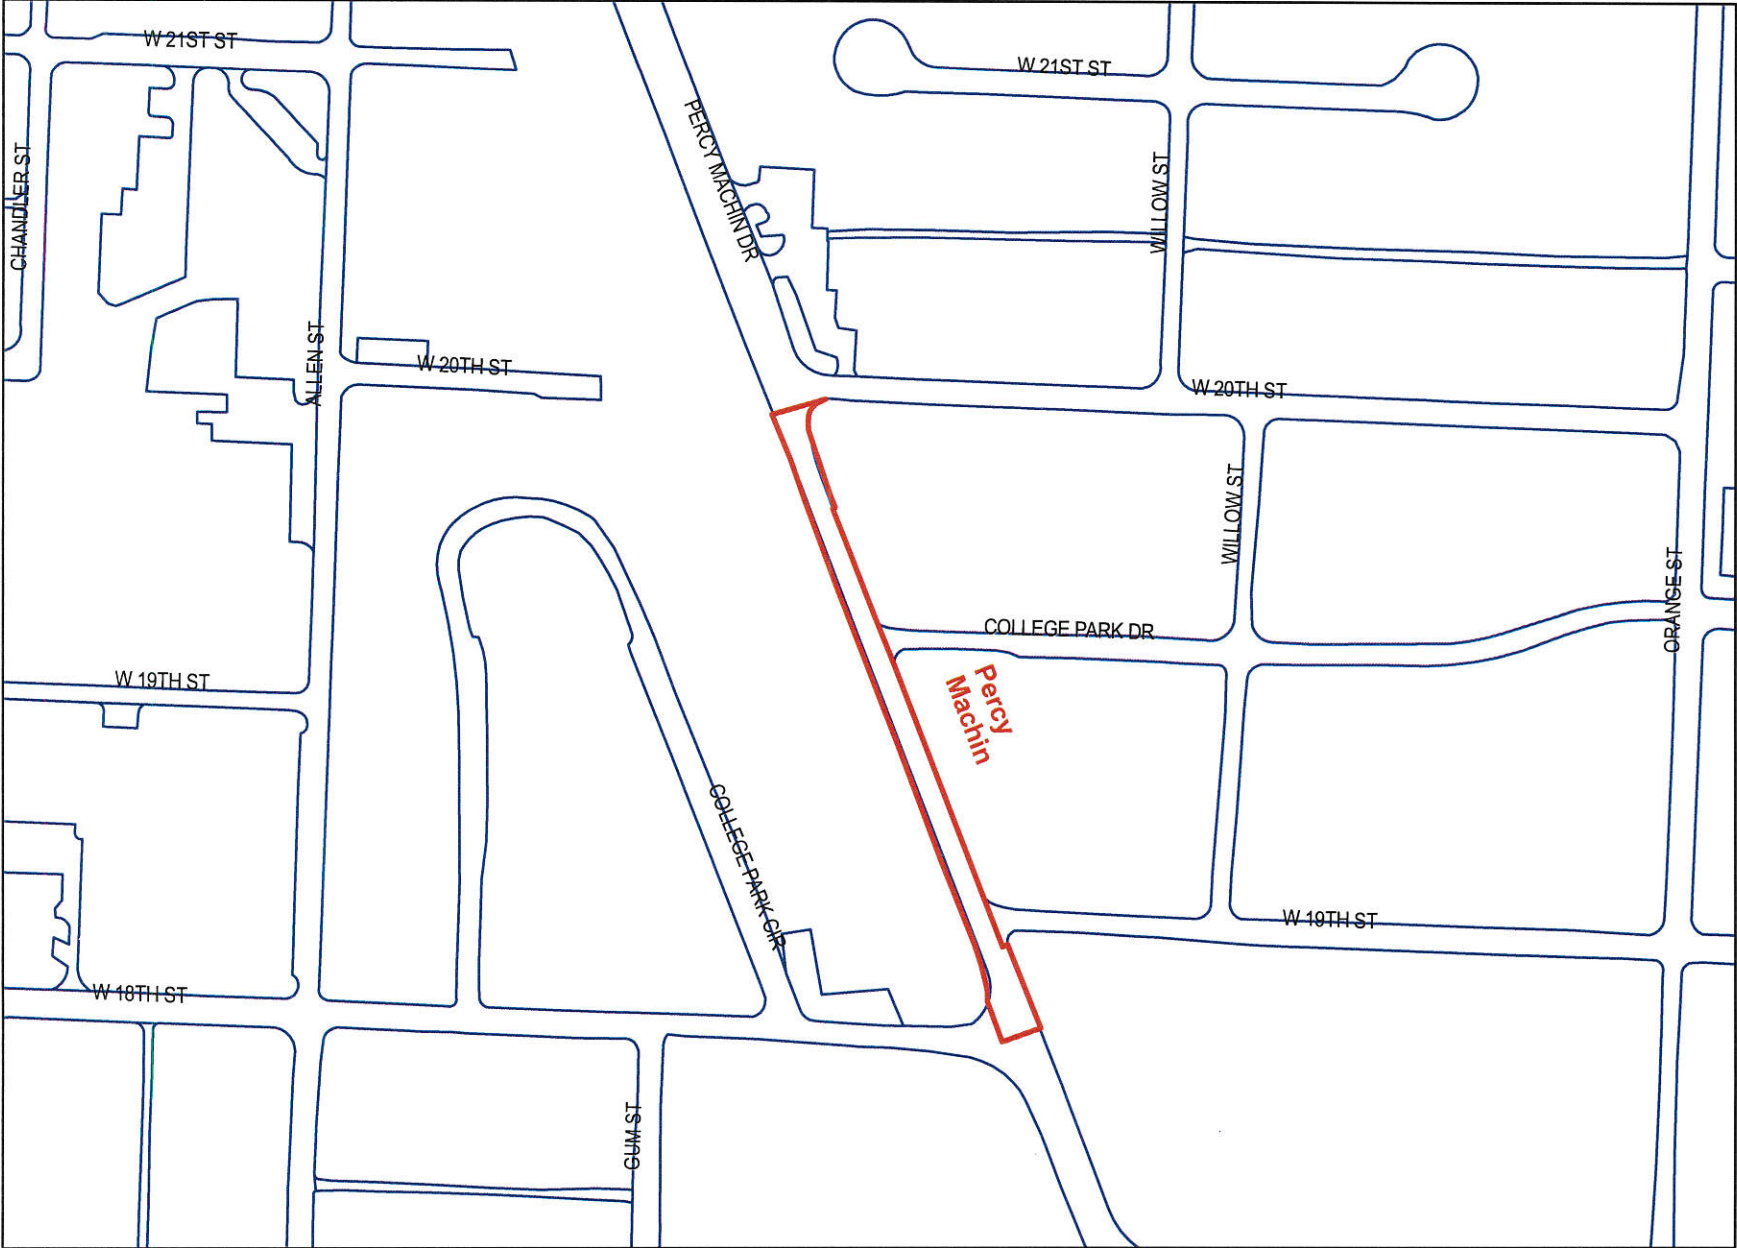 W 21ST ST
W 21ST ST
PERCY MACHIN DR
CHANDLER ST
WILLOW ST
ALLEN ST
W 20TH ST
W 20TH ST
WILLOW ST
ORANGE ST
COLLEGE PARK DR
W 19TH ST
Percy
Machin
COLLEGE PARK CIR
W 19TH ST
W 18TH ST
GUM ST